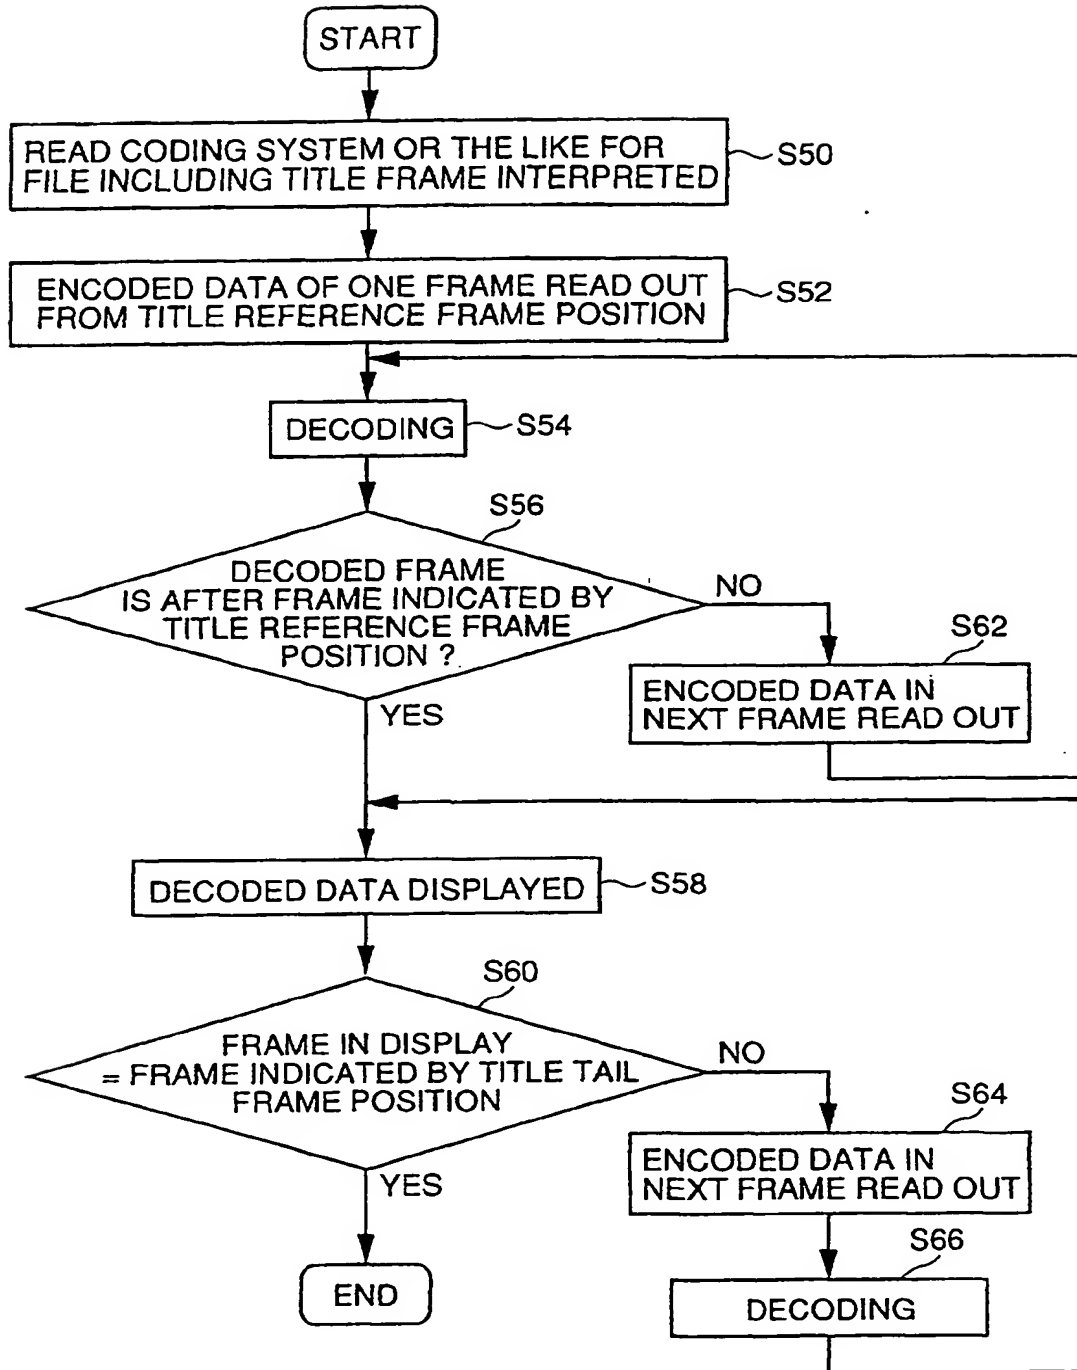 START
READ CODING SYSTEM OR THE LIKE FOR
FILE INCLUDING TITLE FRAME INTERPRETED
S50
ENCODED DATA OF ONE FRAME READ OUT
FROM TITLE REFERENCE FRAME POSITION
S52
DECODING
S54
S56
DECODED FRAME
IS AFTER FRAME INDICATED BY
TITLE REFERENCE FRAME
POSITION ?
NO
YES
S62
ENCODED DATA IN
NEXT FRAME READ OUT
DECODED DATA DISPLAYED
S58
S60
FRAME IN DISPLAY
= FRAME INDICATED BY TITLE TAIL
FRAME POSITION
NO
YES
S64
ENCODED DATA IN
NEXT FRAME READ OUT
S66
DECODING
END